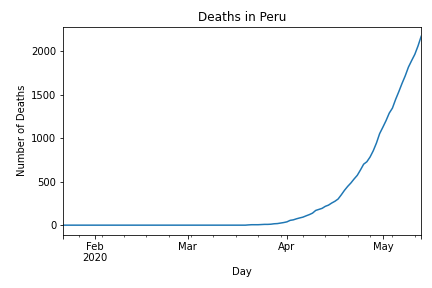 Deaths in Peru
Number of Deaths
2000
1500
1000
500
0
Feb
2020
Mar
Apr
May
Day